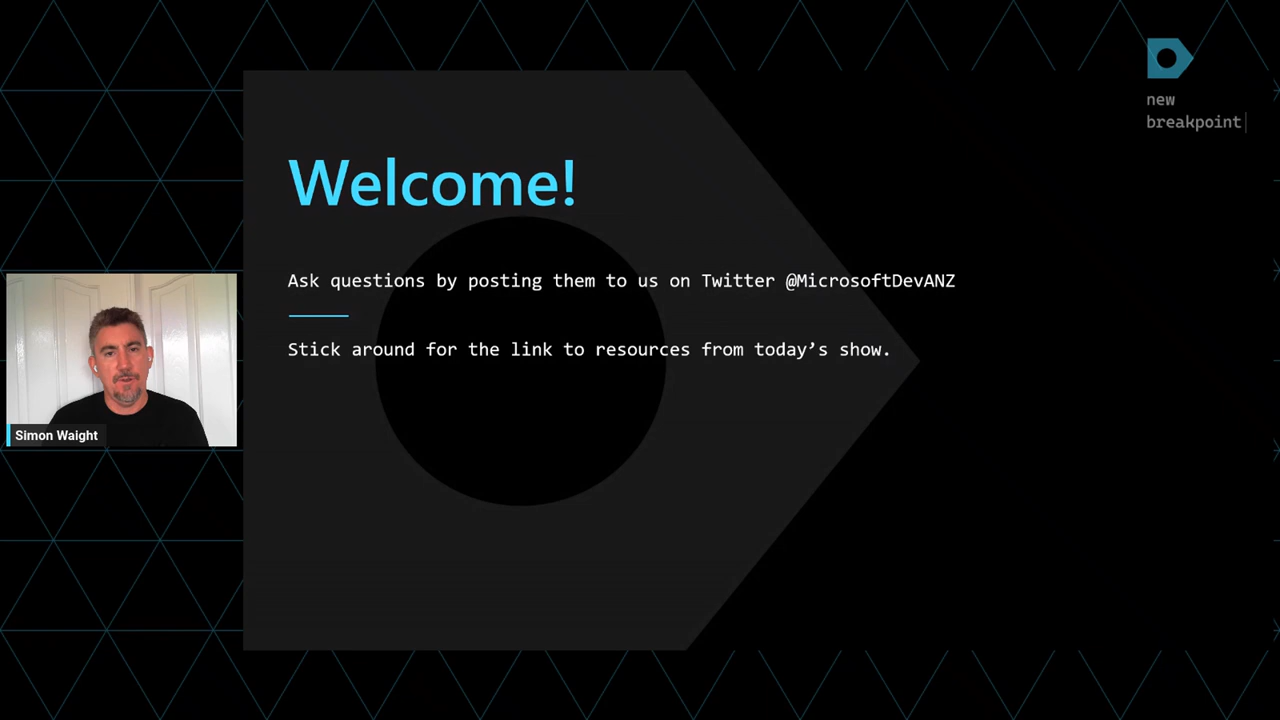 new
breakpoint
Welcome!
Ask questions by posting them to us on Twitter @MicrosoftDevANZ
Stick around for the link to resources from today’s show.
Simon Waight